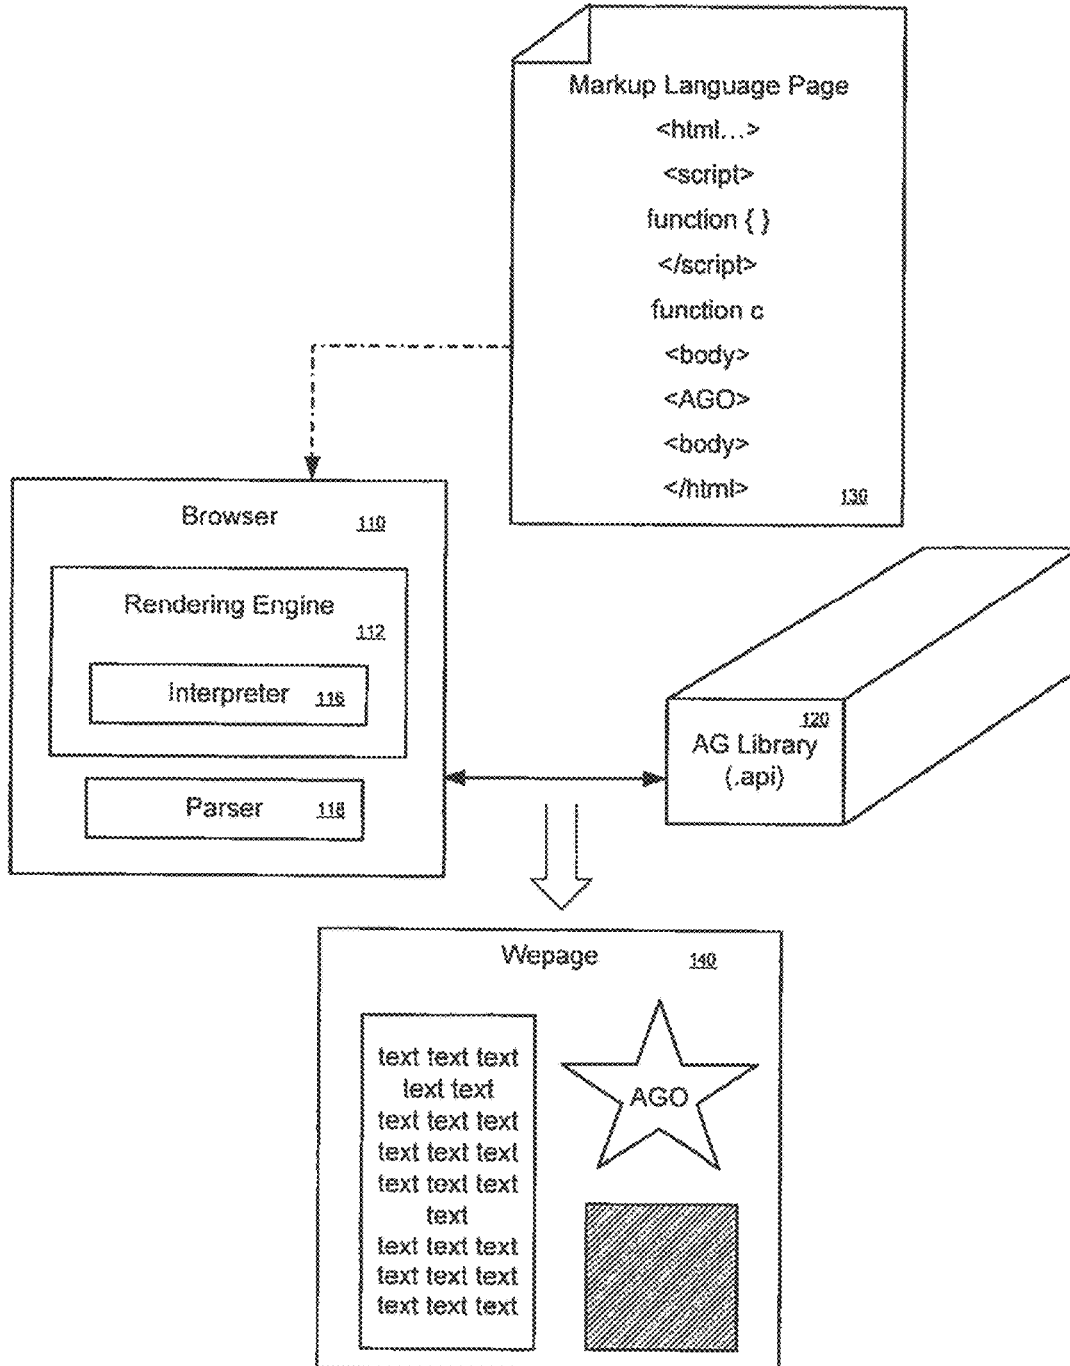 Markup Language Page
<html...>
<script>
function { }
</script>
function c
<body>
<AGO>
<body>
</html>
130
Browser 110
Rendering Engine
112
Interpreter 116
Parser 118
120
AG Library
(.api)
Wepage 140
text text text
text text
text text text
text text text
text text text
text
text text text
text text text
text text text
AGO